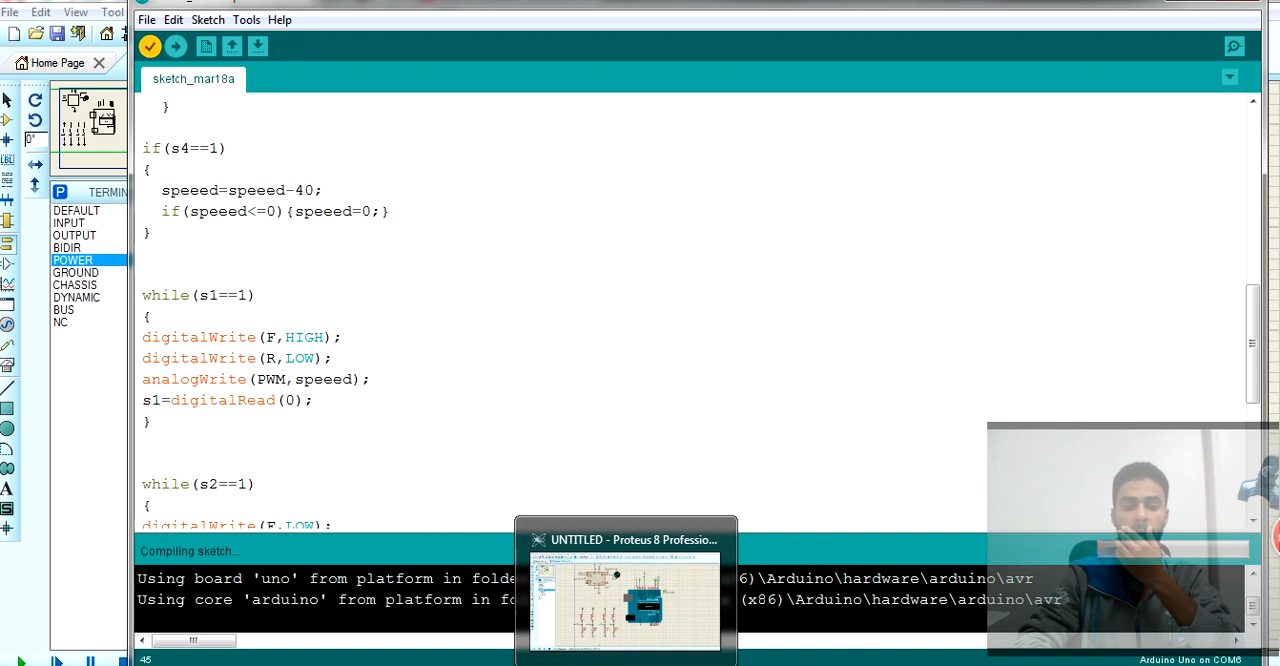 File Edit View Tool
File Edit Sketch Tools Help
Home Page
sketch_mar18a
0°
LBL
P TERMIN
DEFAULT
INPUT
OUTPUT
BIDIR
POWER
GROUND
CHASSIS
DYNAMIC
BUS
NC
A
S
}
if(s4==1)
{
speeed=speeed-40;
if(speeed<=0){speeed=0;}
}
while(s1==1)
{
digitalWrite(F,HIGH);
digitalWrite(R,LOW);
analogWrite(PWM,speeed);
s1=digitalRead(0);
}
while(s2==1)
{
digitalWrite(F,LOW);
Compiling sketch...
UNTITLED - Proteus 8 Professio...
Using board 'uno' from platform in folde 6)\Arduino\hardware\arduino\avr
Using core 'arduino' from platform in fo (x86)\Arduino\hardware\arduino\avr
45
Arduino Uno on COM6